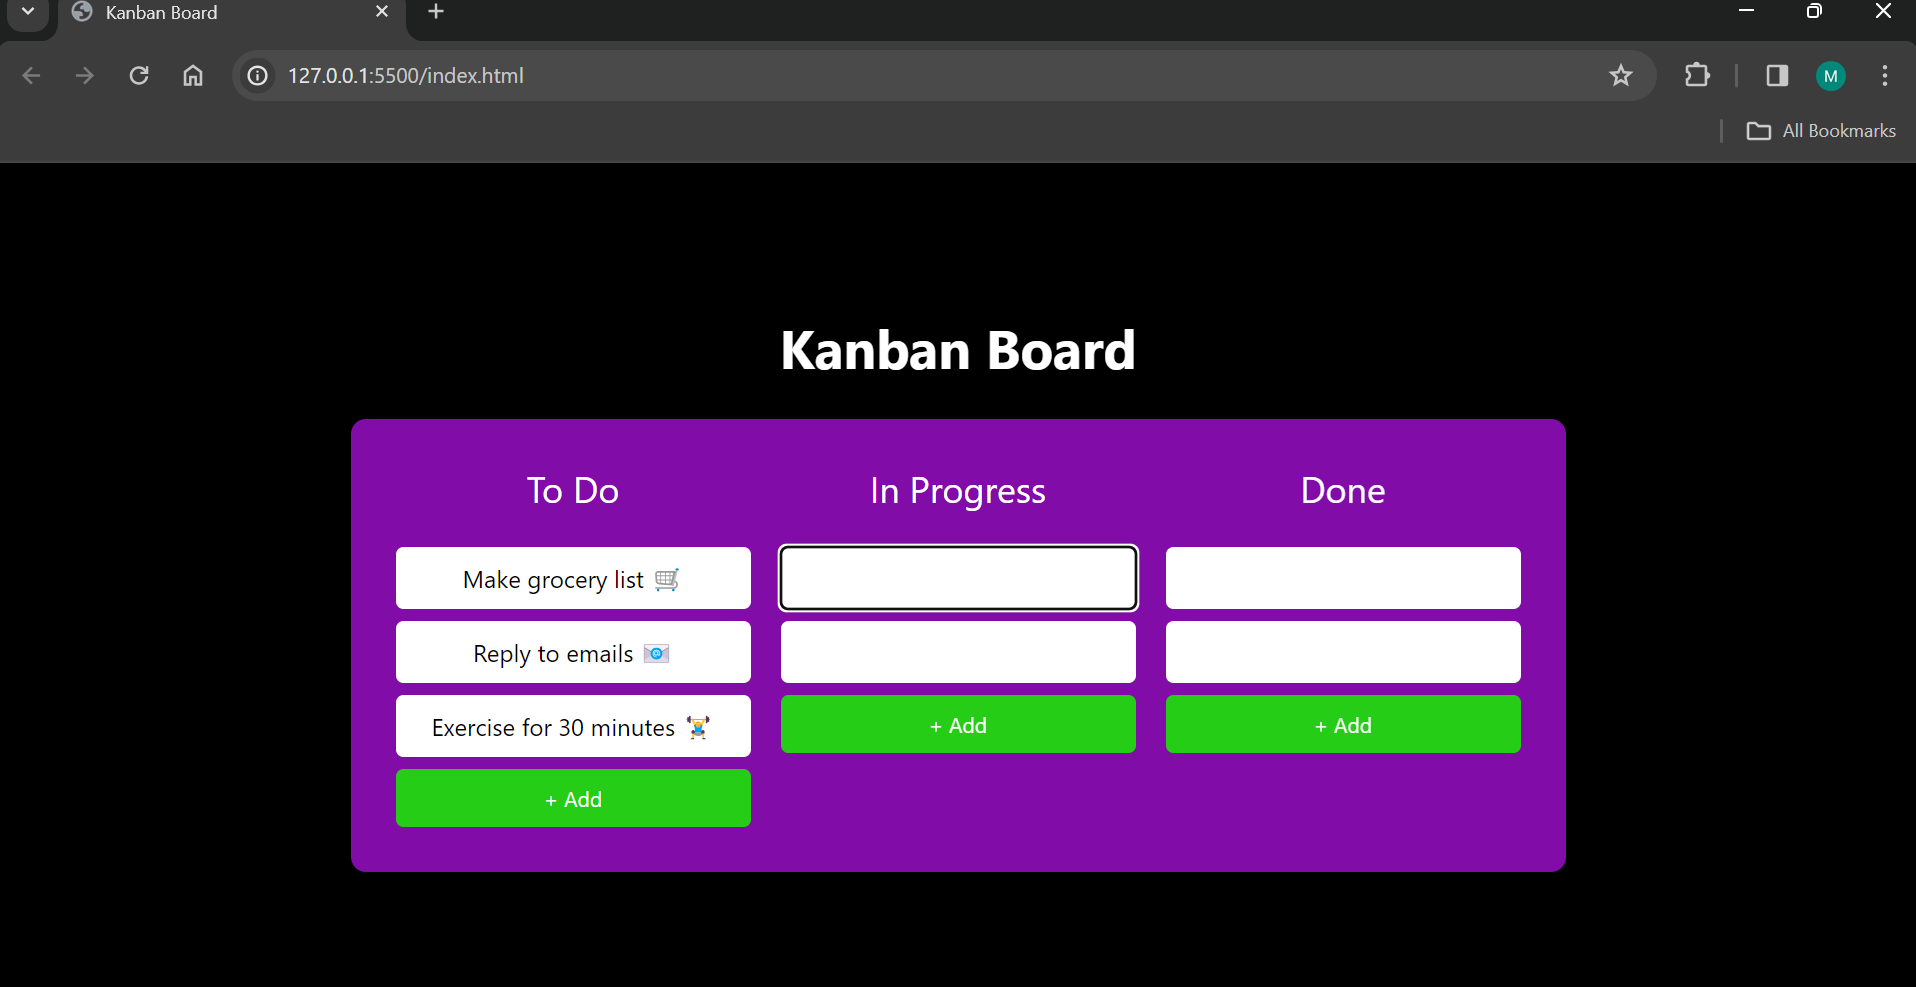 Kanban Board
127.0.0.1:5500/index.html
M
All Bookmarks
Kanban Board
To Do
Make grocery list 🛒
Reply to emails 📧
Exercise for 30 minutes 🏋
+ Add
In Progress
+ Add
Done
+ Add